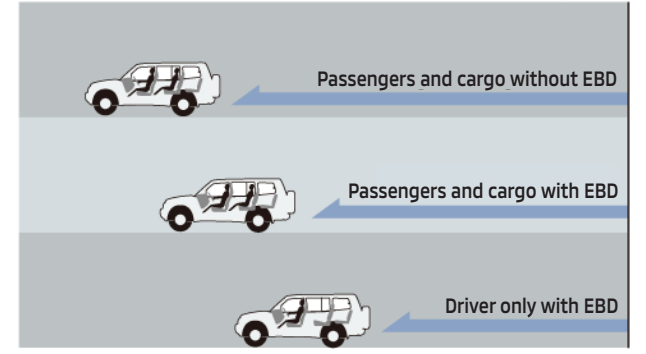 Passengers and cargo without EBD
Passengers and cargo with EBD
Driver only with EBD